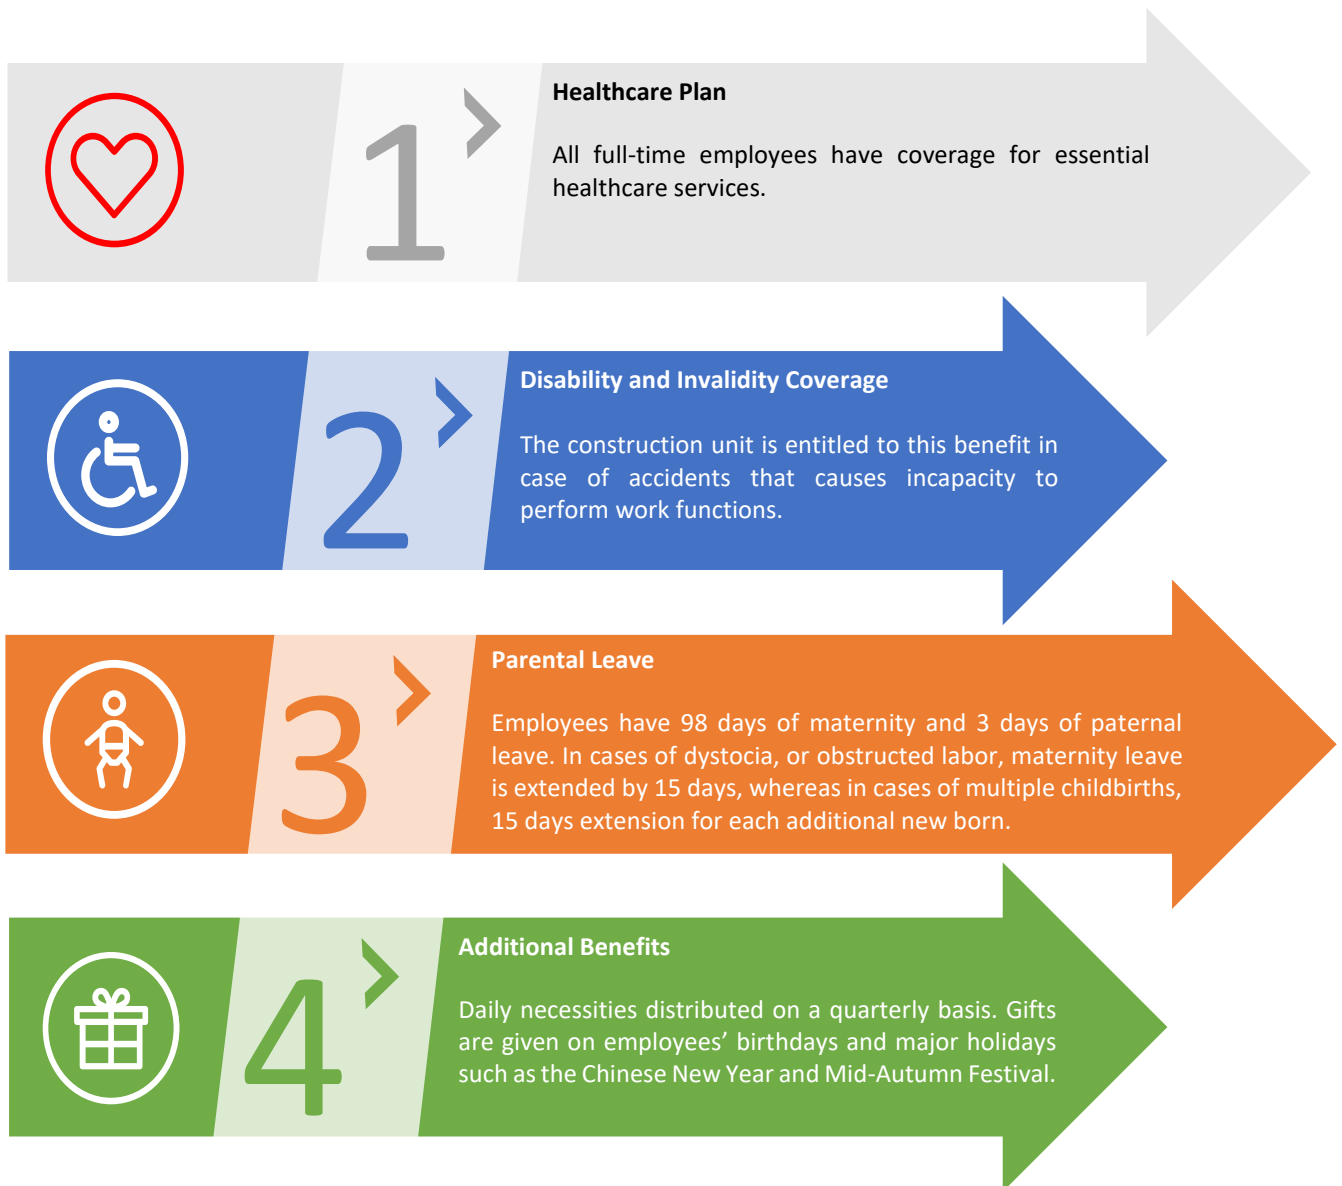 1
Healthcare Plan
All full-time employees have coverage for essential
healthcare services.
2
Disability and Invalidity Coverage
The construction unit is entitled to this benefit in
case of accidents that causes incapacity to
perform work functions.
3
Parental Leave
Employees have 98 days of maternity and 3 days of paternal
leave. In cases of dystocia, or obstructed labor, maternity leave
is extended by 15 days, whereas in cases of multiple childbirths,
15 days extension for each additional new born.
4
Additional Benefits
Daily necessities distributed on a quarterly basis. Gifts
are given on employees’ birthdays and major holidays
such as the Chinese New Year and Mid-Autumn Festival.